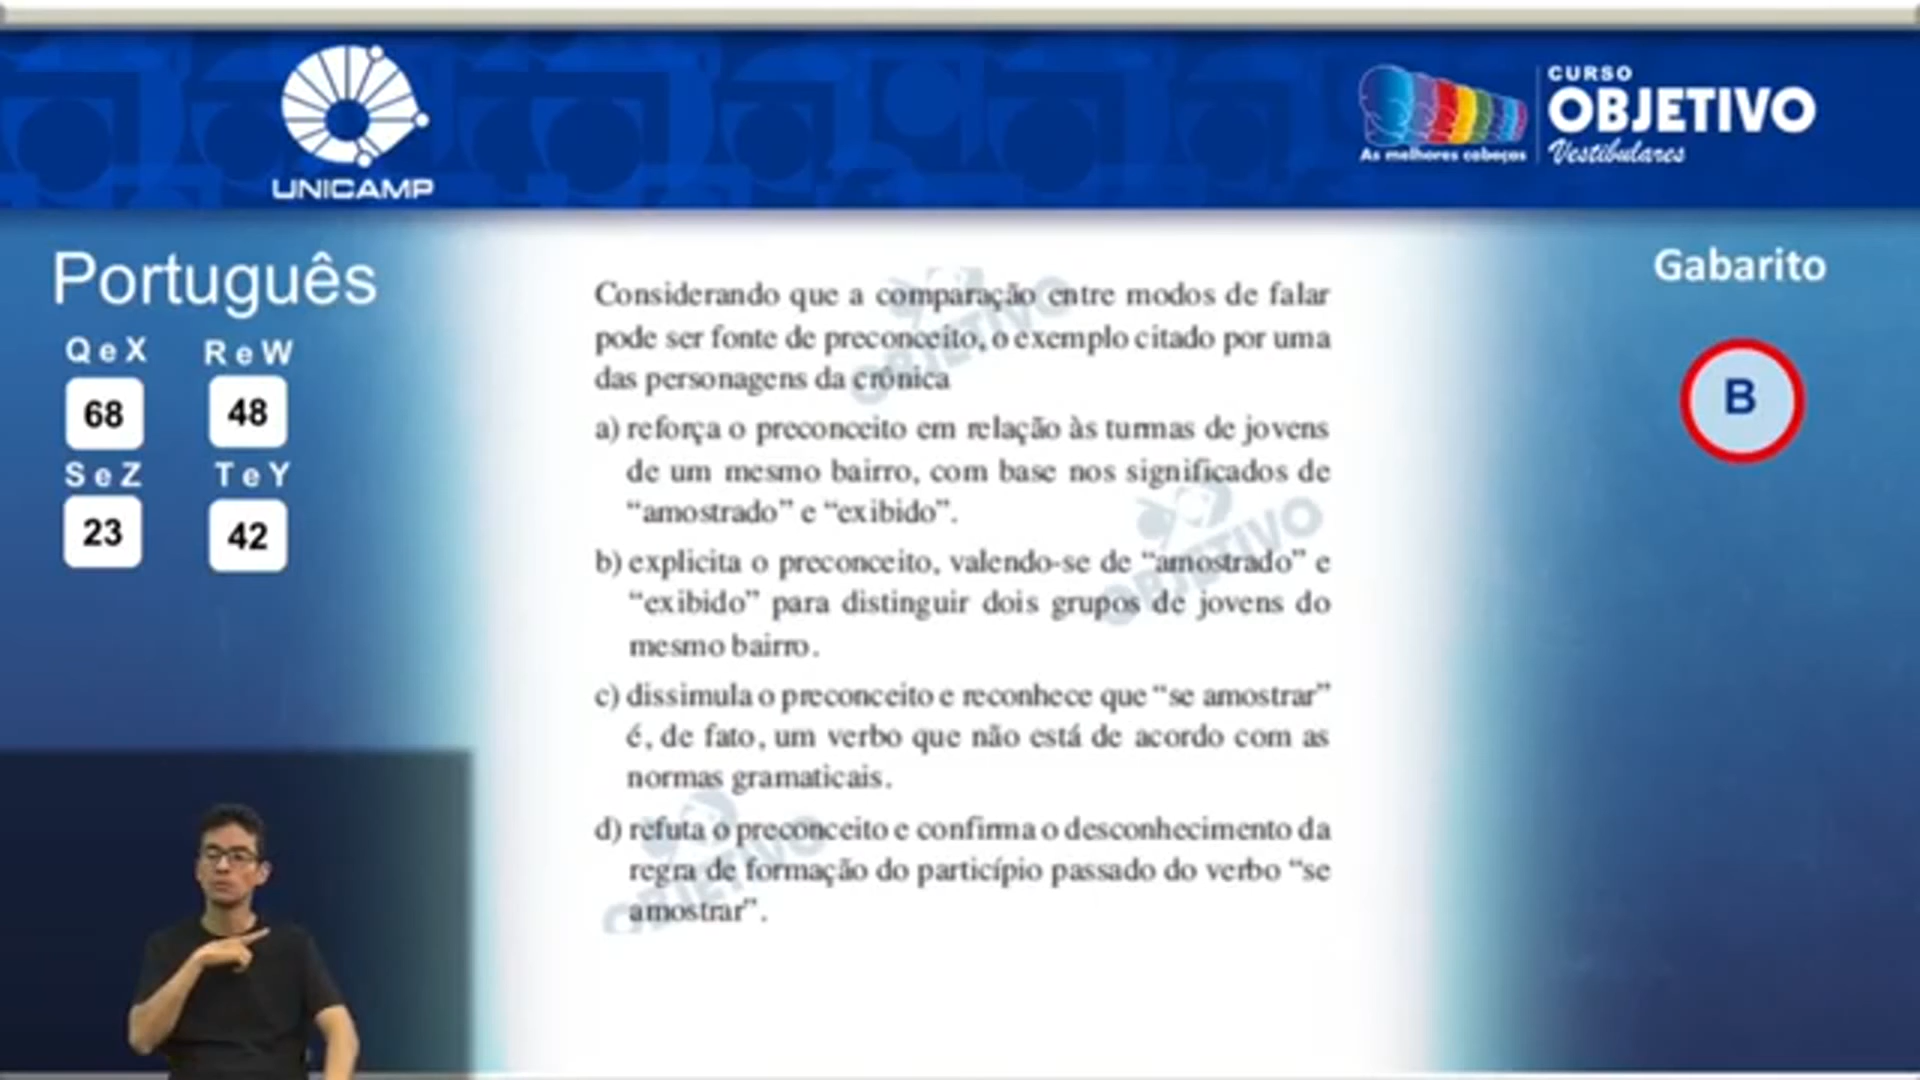 UNICAMP
CURSO
OBJETIVO
As melhores cabeças
Vestibulares
Português
Q e X
R e W
68
48
S e Z
T e Y
23
42
Considerando que a comparação entre modos de falar
pode ser fonte de preconceito, o exemplo citado por uma
das personagens da crônica
a) reforça o preconceito em relação às turmas de jovens
de um mesmo bairro, com base nos significados de
“amostrado” e “exibido”.
b) explicita o preconceito, valendo-se de “amostrado” e
“exibido” para distinguir dois grupos de jovens do
mesmo bairro.
c) dissimula o preconceito e reconhece que “se amostrar”
é, de fato, um verbo que não está de acordo com as
normas gramaticais.
d) refuta o preconceito e confirma o desconhecimento da
regra de formação do particípio passado do verbo “se
amostrar”.
OBJETIVO
OBJETIVO
OBJETIVO
Gabarito
B